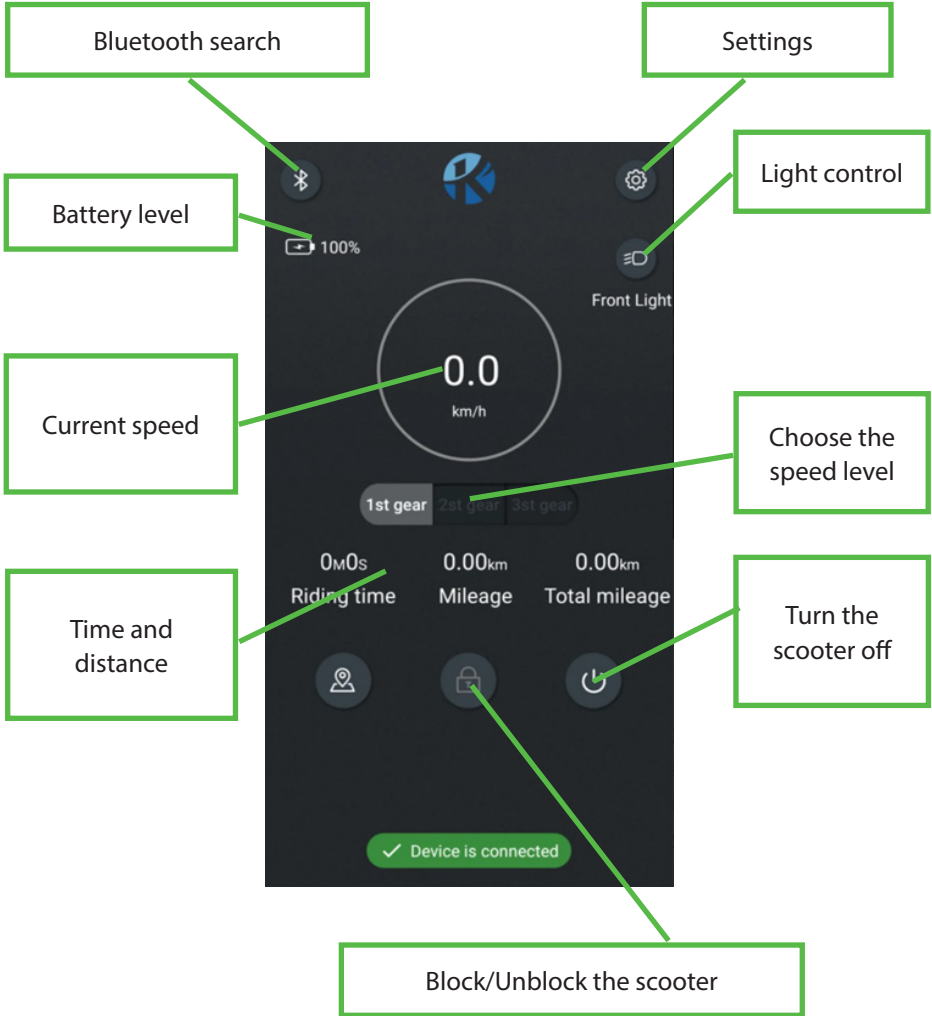 Bluetooth search
Settings
Light control
Battery level
100%
Front Light
0.0
km/h
Current speed
Choose the
speed level
1st gear 2st gear 3st gear
0M0s 0.00km 0.00km
Riding time Mileage Total mileage
Time and
distance
Turn the
scooter off
Device is connected
Block/Unblock the scooter